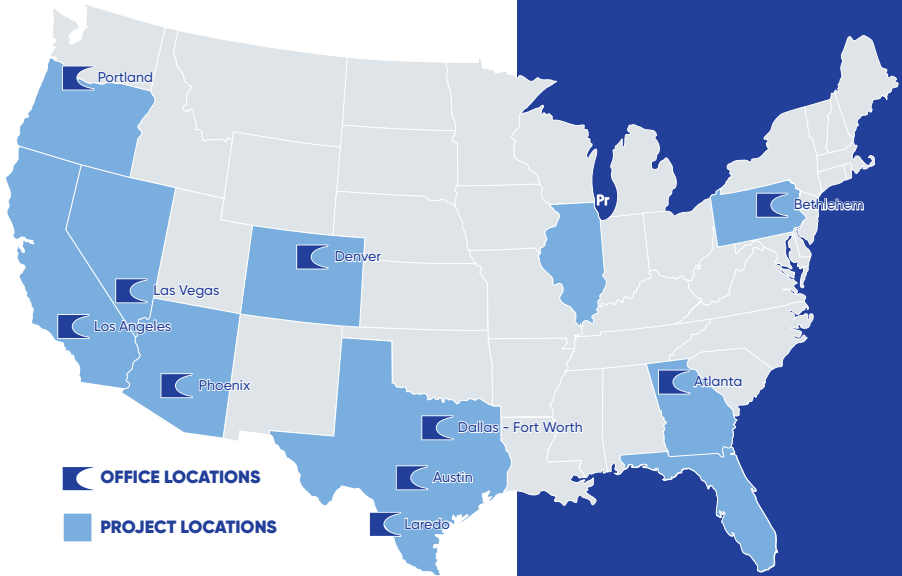 Portland
Pr
Bethlehem
Denver
Las Vegas
Los Angeles
Phoenix
Atlanta
Dallas - Fort Worth
Austin
Laredo
OFFICE LOCATIONS
PROJECT LOCATIONS